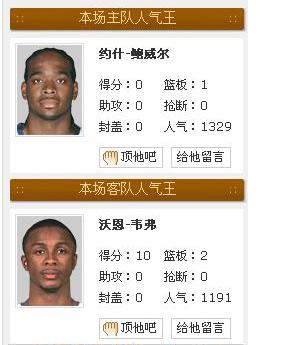 本场主队人气王
约什-鲍威尔
得分：0 篮板：1
助攻：0 抢断：0
封盖：0 人气：1329
顶他吧 给他留言
本场客队人气王
沃恩-韦弗
得分：10 篮板：2
助攻：0 抢断：0
封盖：0 人气：1191
顶他吧 给他留言